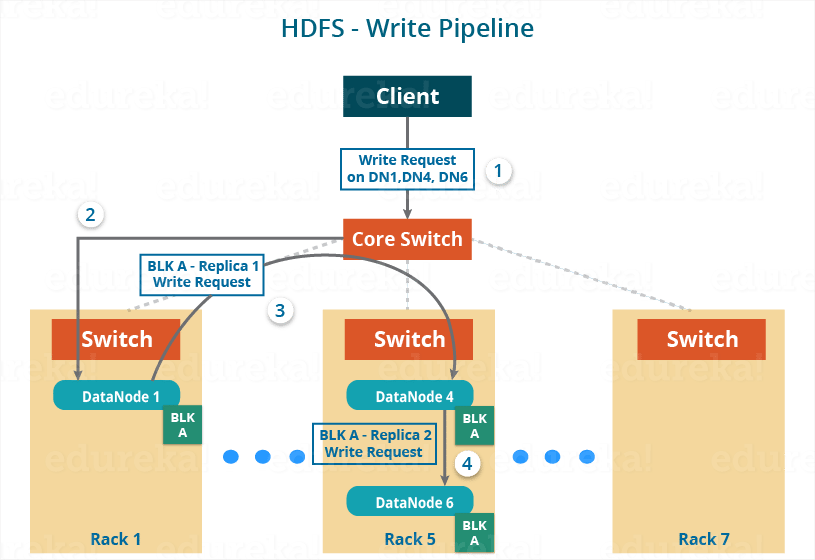 HDFS - Write Pipeline
Client
Write Request
on DN1,DN4, DN6
1
2
Core Switch
BLK A - Replica 1
Write Request
3
Switch
Switch
Switch
DataNode 1
BLK
A
DataNode 4
BLK
A
BLK A - Replica 2
Write Request
4
DataNode 6
BLK
A
Rack 1
Rack 5
Rack 7
edureka!